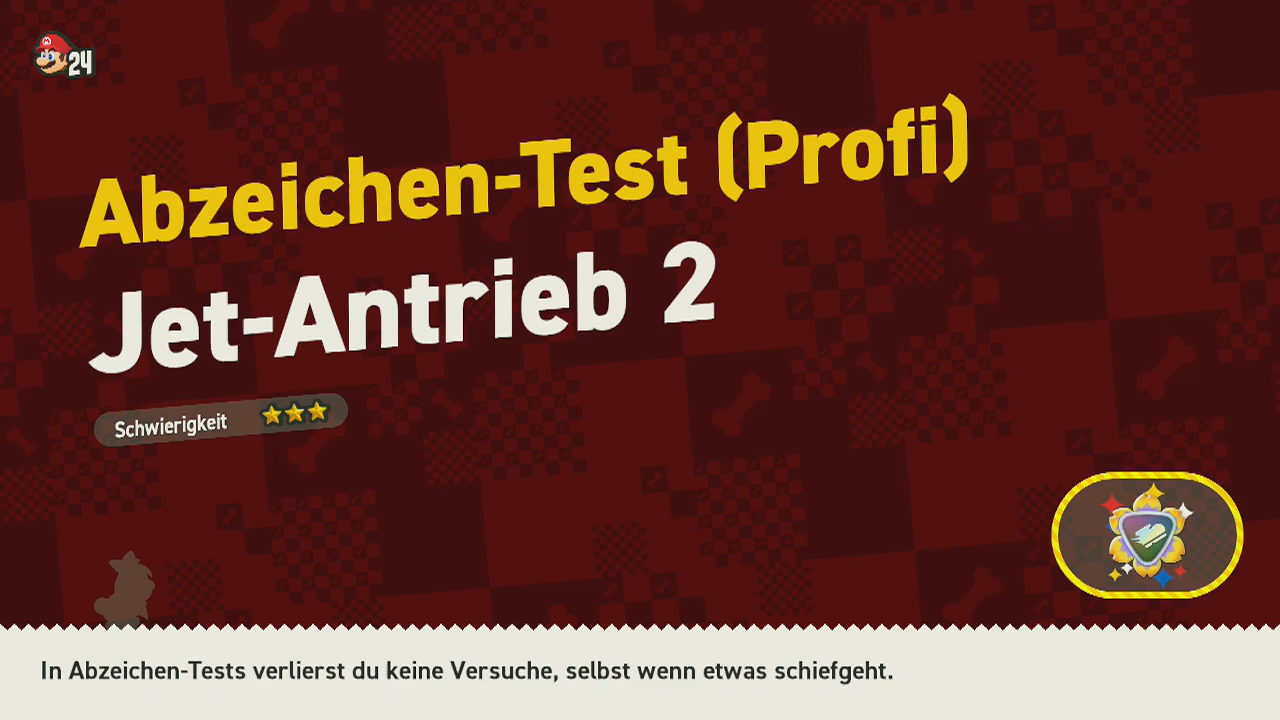 24
Abzeichen-Test (Profi)
Jet-Antrieb 2
Schwierigkeit
In Abzeichen-Tests verlierst du keine Versuche, selbst wenn etwas schiefgeht.